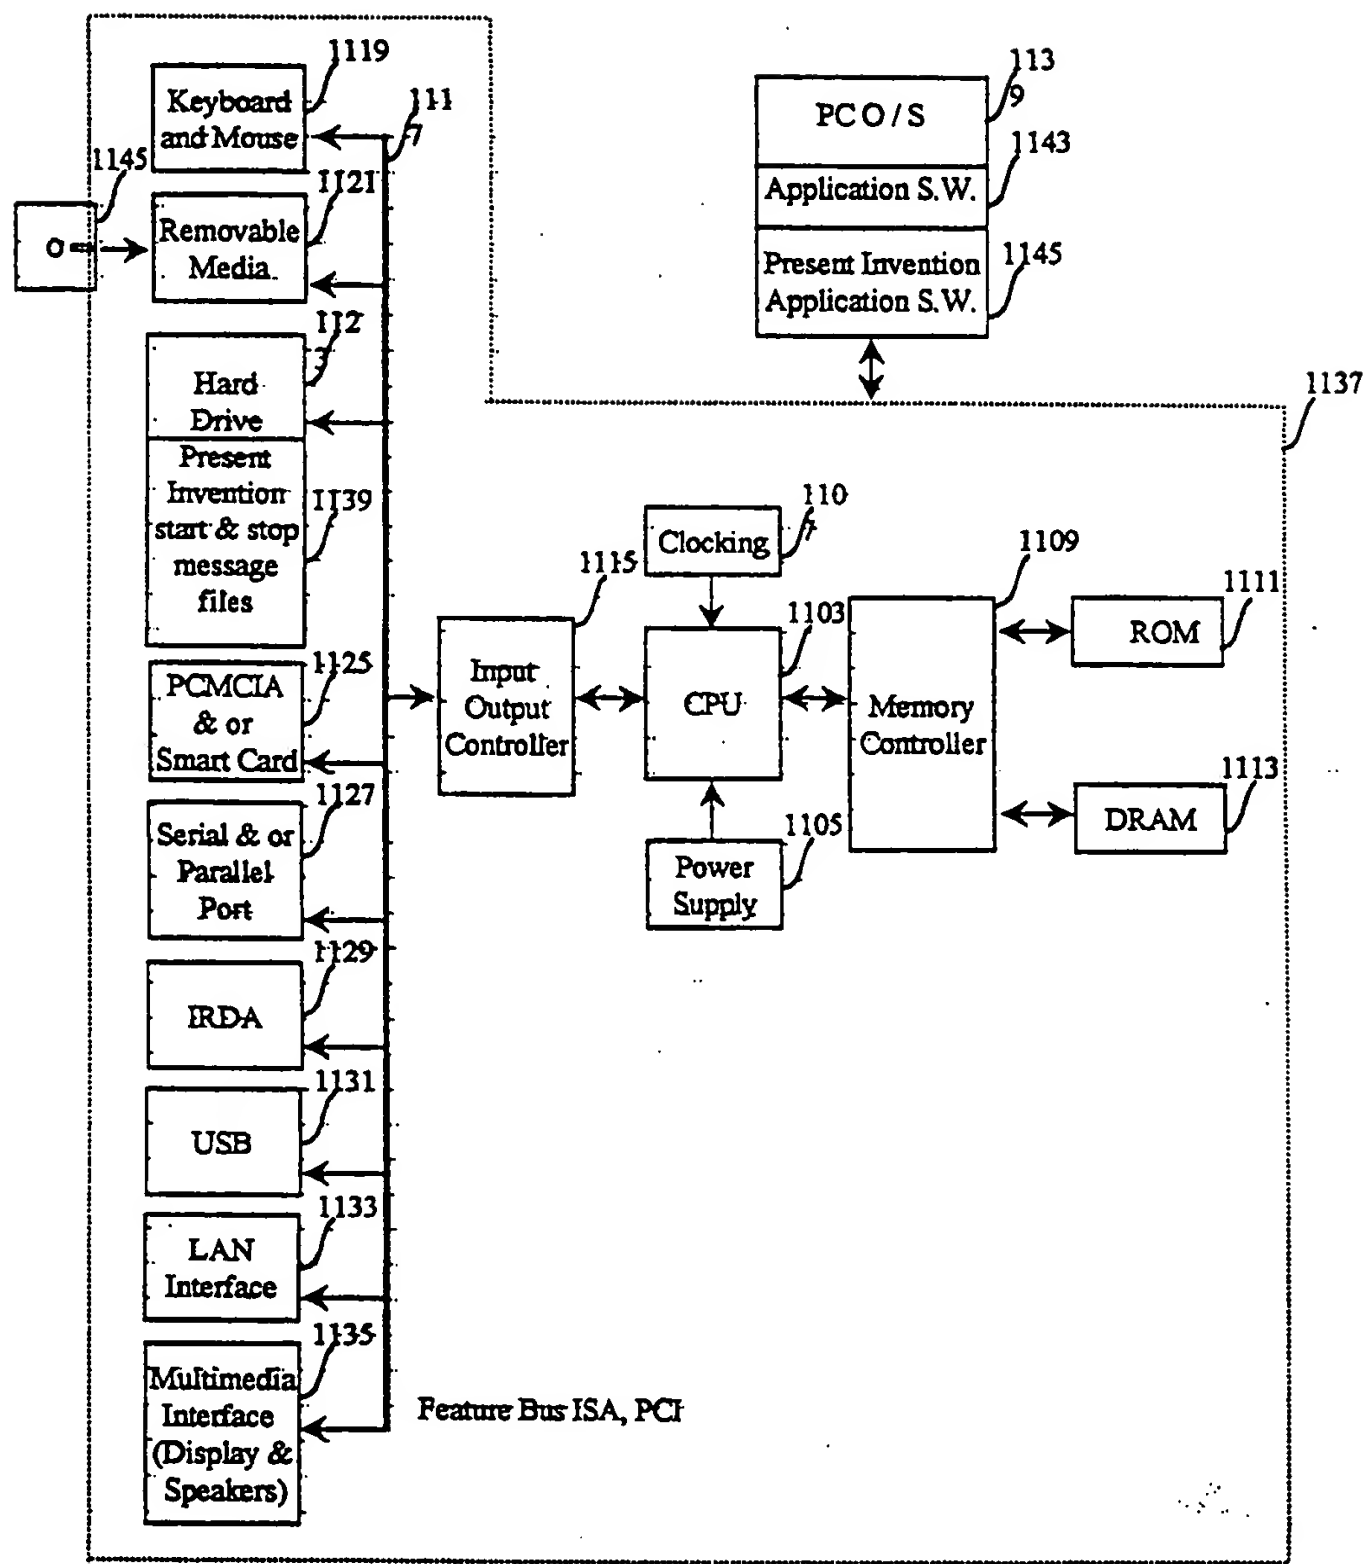 1119
Keyboard
and Mouse
111
7
1145
1121
Removable
Media
112
3
Hard
Drive
Present
Invention
start & stop
message
files
1139
1125
PCMCIA
& or
Smart Card
1127
Serial & or
Parallel
Port
1129
IRDA
1131
USB
1133
LAN
Interface
1135
Multimedia
Interface
(Display &
Speakers)
Feature Bus ISA, PCI
113
9
PC O / S
1143
Application S.W.
1145
Present Invention
Application S.W.
1137
110
7
Clocking
1115
Input
Output
Controller
1103
CPU
1105
Power
Supply
1109
Memory
Controller
1111
ROM
1113
DRAM